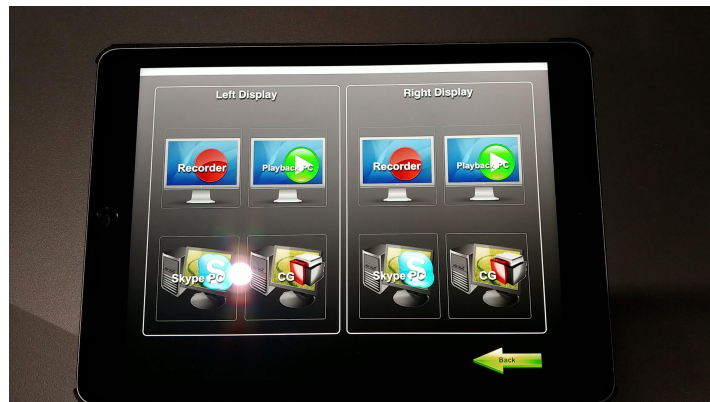 Left Display
Right Display
Recorder
Playback PC
Recorder
Playback PC
Skype PC
CG
Skype PC
CG
Back